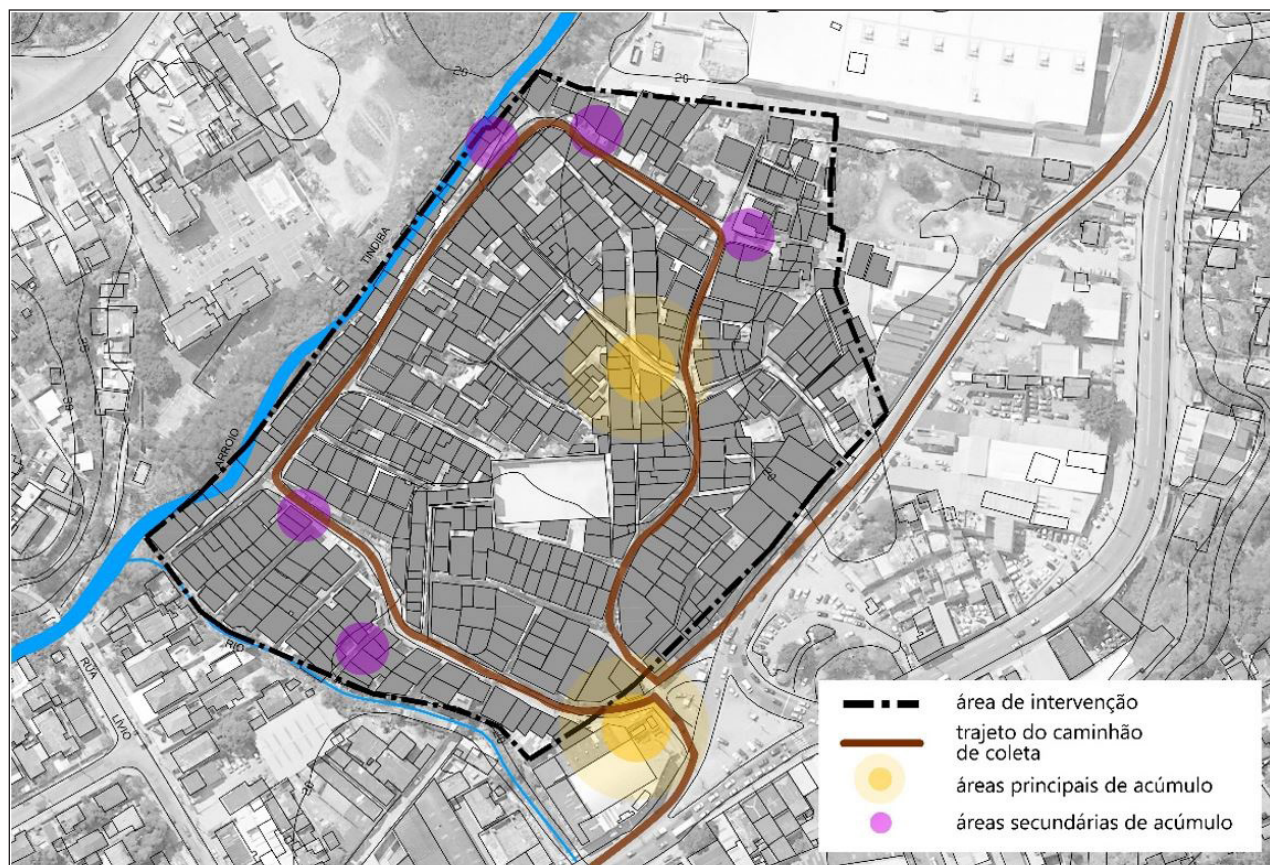 20
20
TINDIBA
ARROIO
RIO
RUA
LÍVIO
20
área de intervenção
trajeto do caminhão
de coleta
áreas principais de acúmulo
áreas secundárias de acúmulo